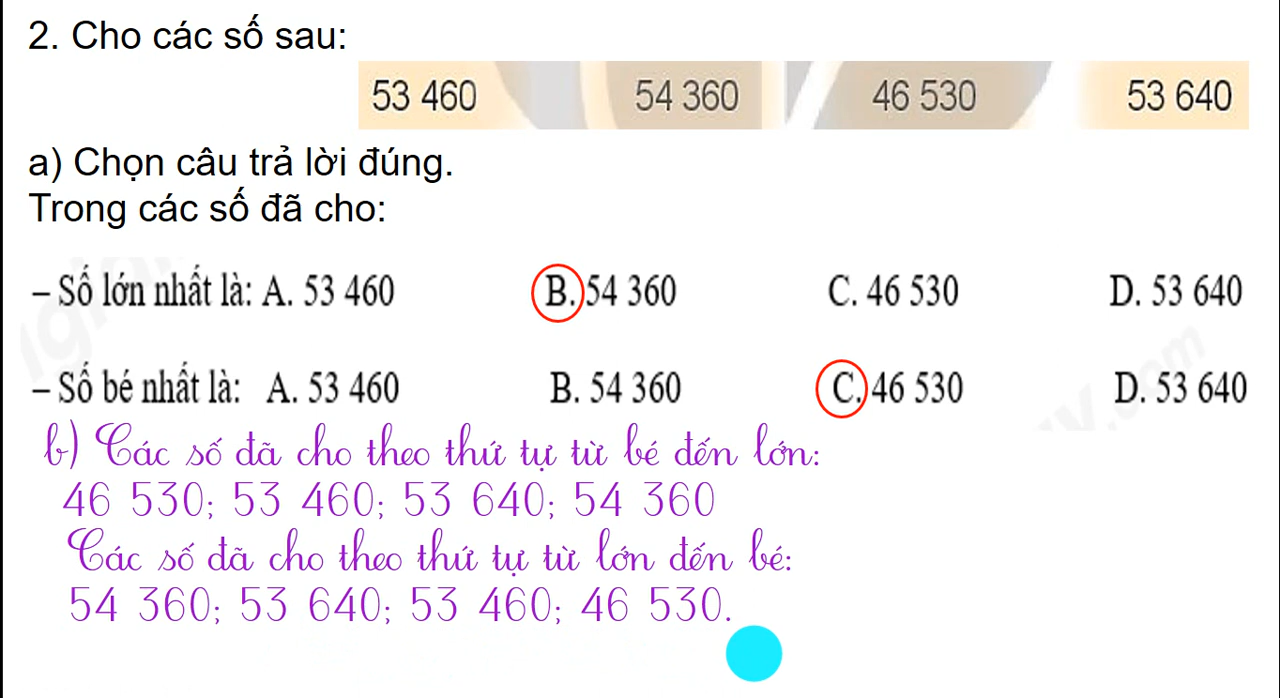 2. Cho các số sau:
53 460 54 360 46 530 53 640
a) Chọn câu trả lời đúng.
Trong các số đã cho:
– Số lớn nhất là: A. 53 460 B. 54 360 C. 46 530 D. 53 640
– Số bé nhất là: A. 53 460 B. 54 360 C. 46 530 D. 53 640
b) Các số đã cho theo thứ tự từ bé đến lớn:
46 530; 53 460; 53 640; 54 360
Các số đã cho theo thứ tự từ lớn đến bé:
54 360; 53 640; 53 460; 46 530.